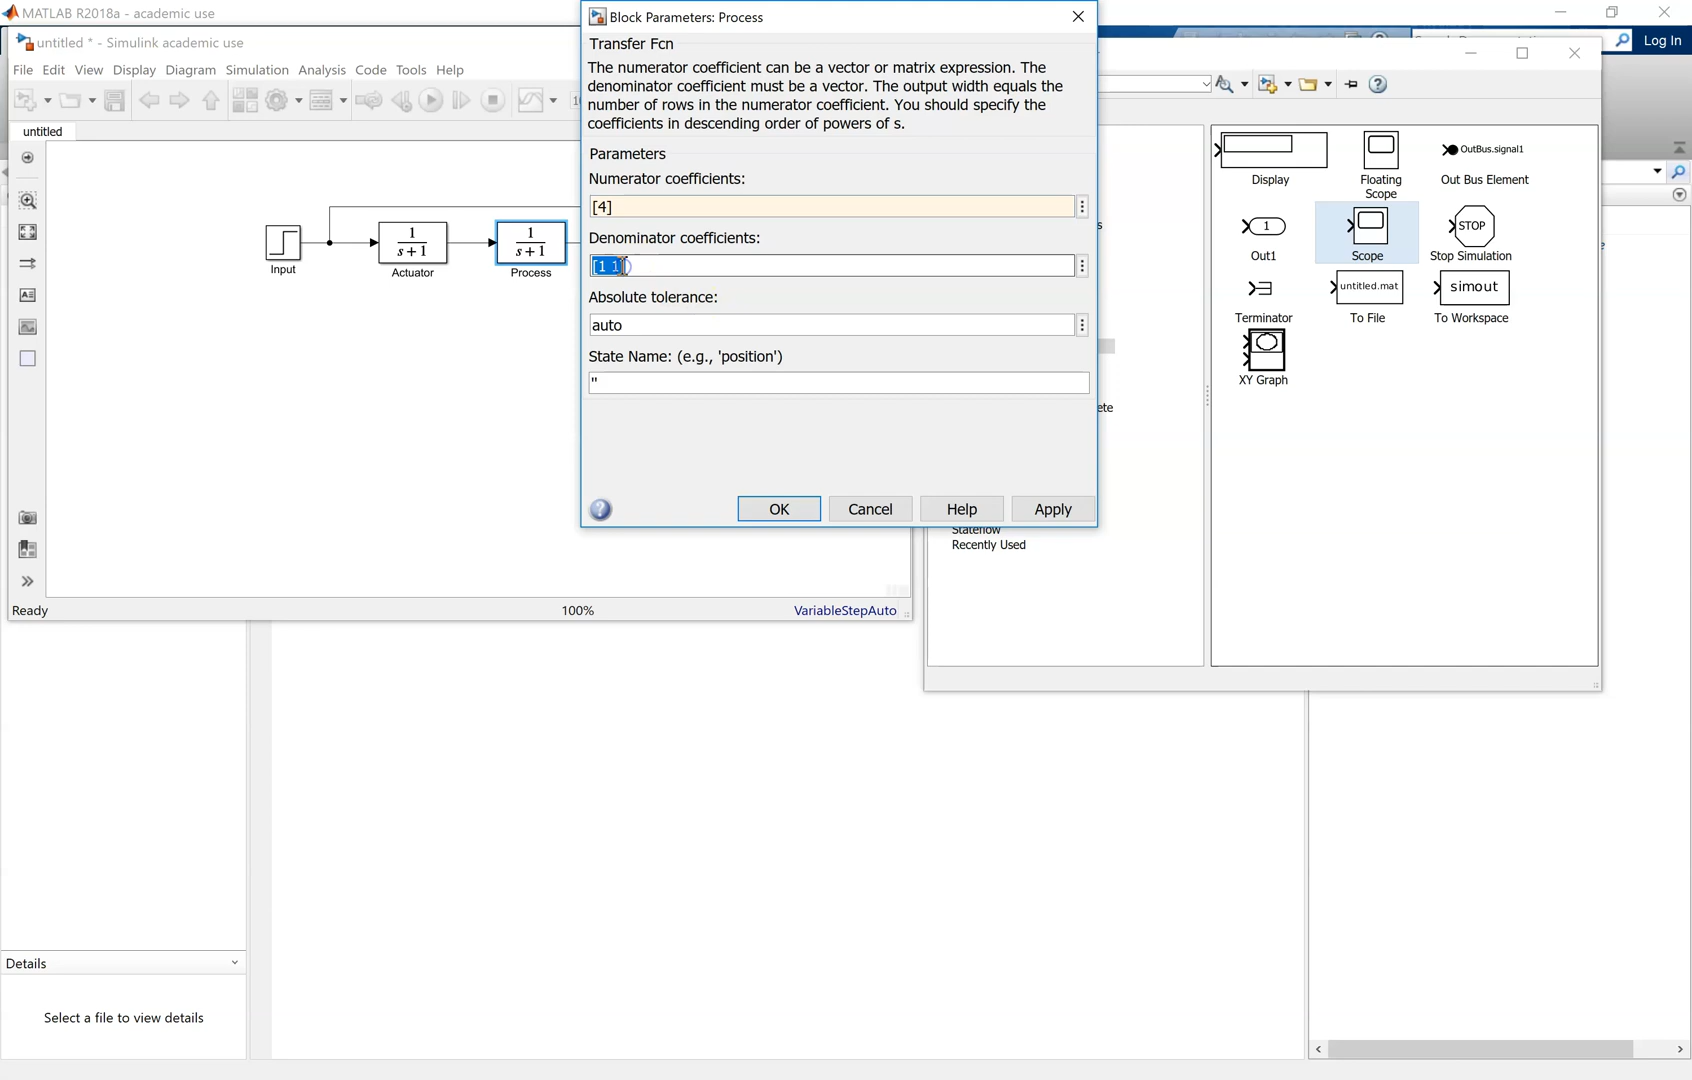 MATLAB R2018a - academic use
untitled * - Simulink academic use
File Edit View Display Diagram Simulation Analysis Code Tools Help
untitled
Input
1
s+1
Actuator
1
s+1
Process
Ready
100%
VariableStepAuto
Block Parameters: Process
Transfer Fcn
The numerator coefficient can be a vector or matrix expression. The
denominator coefficient must be a vector. The output width equals the
number of rows in the numerator coefficient. You should specify the
coefficients in descending order of powers of s.
Parameters
Numerator coefficients:
[4]
Denominator coefficients:
[1 1]
Absolute tolerance:
auto
State Name: (e.g., 'position')
''
OK Cancel Help Apply
Log In
Display
Floating
Scope
OutBus.signal1
Out Bus Element
1
Out1
Scope
STOP
Stop Simulation
Terminator
untitled.mat
To File
simout
To Workspace
XY Graph
ete
Stateflow
Recently Used
Details
Select a file to view details